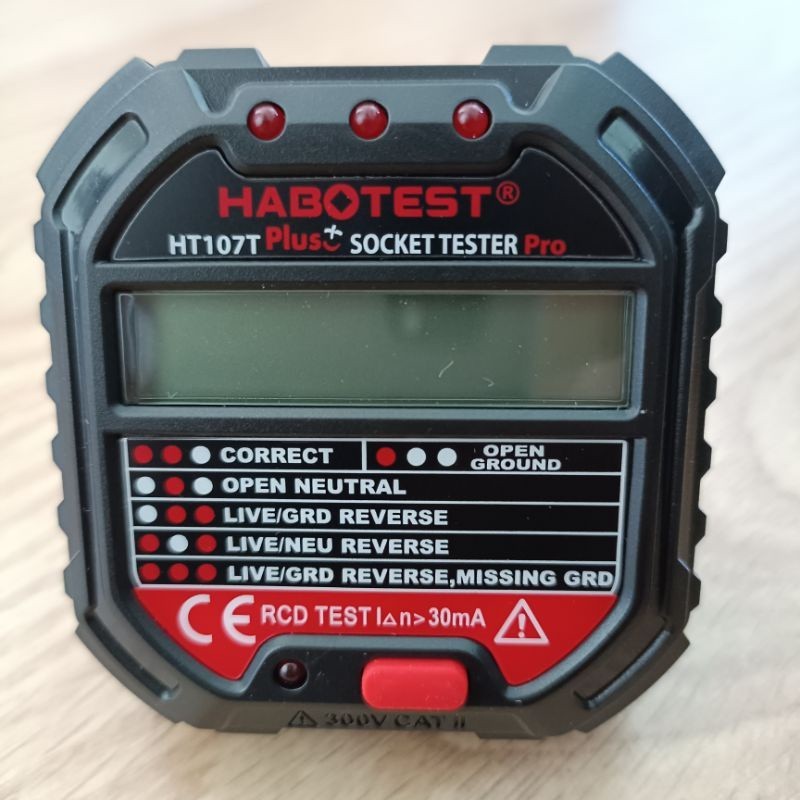 HABOTEST®
HT107T Plus+ SOCKET TESTER Pro
CORRECT
OPEN
GROUND
OPEN NEUTRAL
LIVE/GRD REVERSE
LIVE/NEU REVERSE
LIVE/GRD REVERSE,MISSING GRD
CE RCD TEST I△n>30mA
300V CAT II